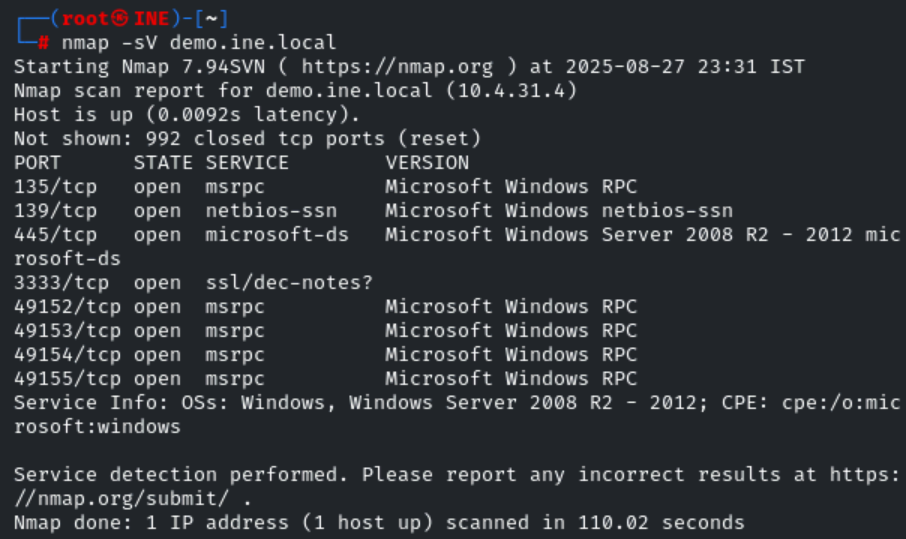 ┌──(root㉿INE)-[~]
└─# nmap -sV demo.ine.local
Starting Nmap 7.94SVN ( https://nmap.org ) at 2025-08-27 23:31 IST
Nmap scan report for demo.ine.local (10.4.31.4)
Host is up (0.0092s latency).
Not shown: 992 closed tcp ports (reset)
PORT      STATE SERVICE        VERSION
135/tcp   open  msrpc          Microsoft Windows RPC
139/tcp   open  netbios-ssn    Microsoft Windows netbios-ssn
445/tcp   open  microsoft-ds   Microsoft Windows Server 2008 R2 - 2012 mic
rosoft-ds
3333/tcp  open  ssl/dec-notes?
49152/tcp open  msrpc          Microsoft Windows RPC
49153/tcp open  msrpc          Microsoft Windows RPC
49154/tcp open  msrpc          Microsoft Windows RPC
49155/tcp open  msrpc          Microsoft Windows RPC
Service Info: OSs: Windows, Windows Server 2008 R2 - 2012; CPE: cpe:/o:mic
rosoft:windows

Service detection performed. Please report any incorrect results at https:
//nmap.org/submit/ .
Nmap done: 1 IP address (1 host up) scanned in 110.02 seconds